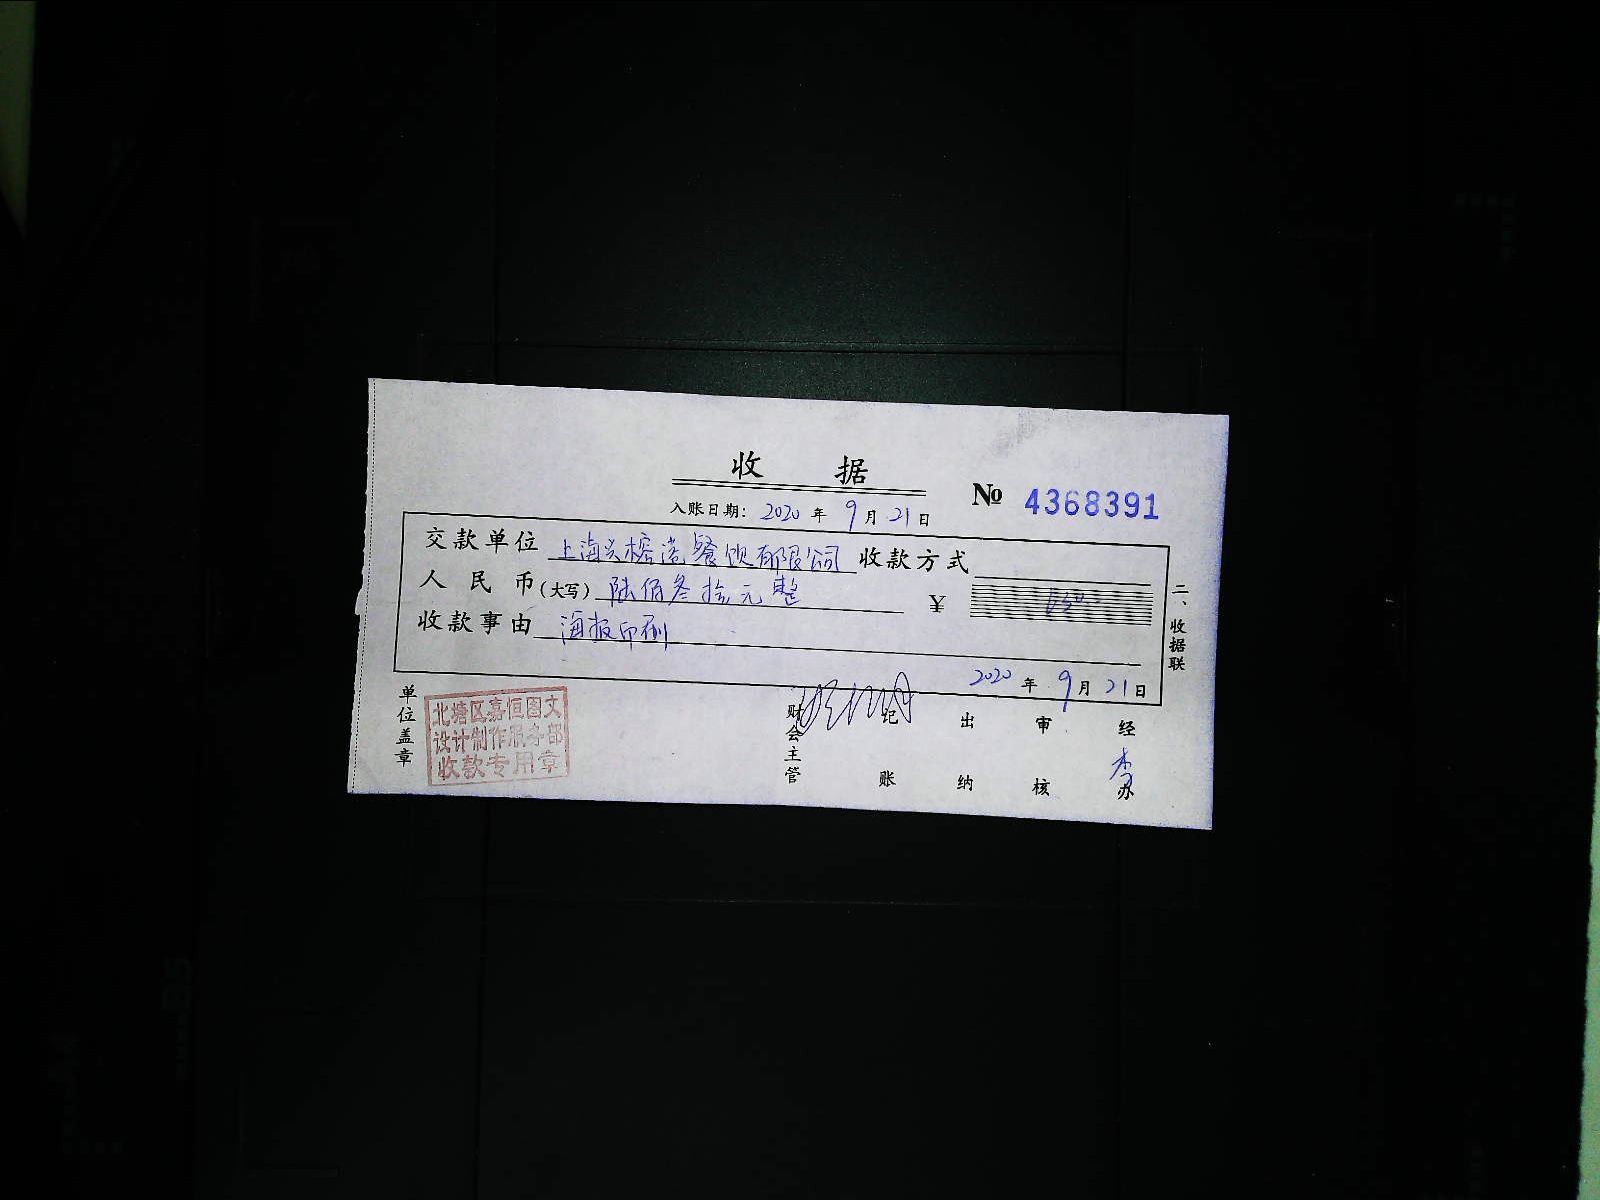 收 据
№ 4368391
入账日期: 2020 年 9 月 21 日
交款单位 上海兴榕港餐饮有限公司 收款方式
人民币(大写) 陆佰叁拾元整 ¥ 630
收款事由 海报印刷
2020 年 9 月 21 日
二、收据联
单位盖章
北塘区嘉恒图文
设计制作服务部
收款专用章
财会主管 记账 出纳 审核 经办 李